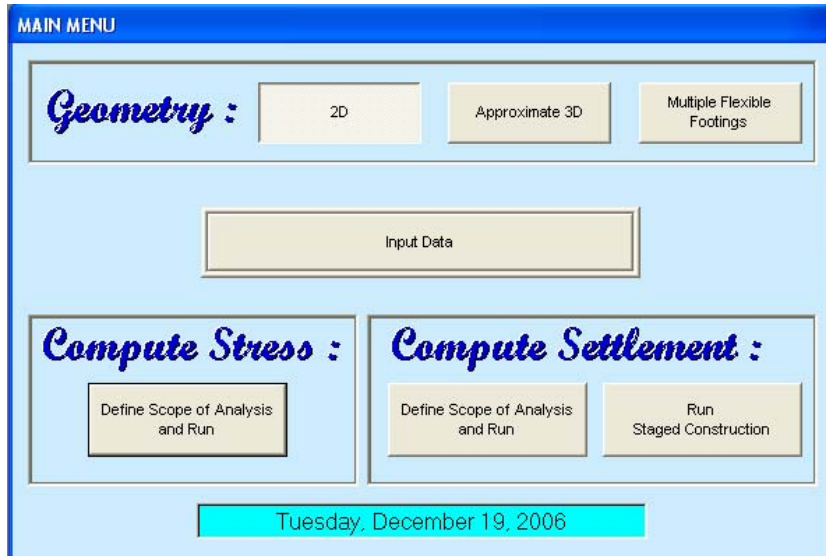 MAIN MENU
Geometry :
2D
Approximate 3D
Multiple Flexible
Footings
Input Data
Compute Stress :
Define Scope of Analysis
and Run
Compute Settlement :
Define Scope of Analysis
and Run
Run
Staged Construction
Tuesday, December 19, 2006